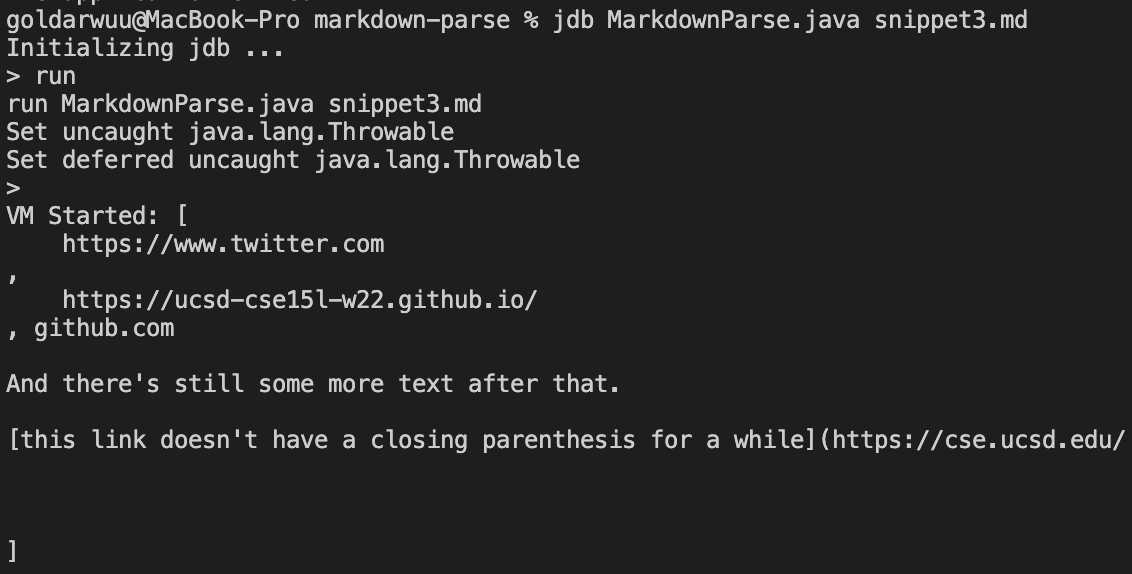 goldarwuu@MacBook-Pro markdown-parse % jdb MarkdownParse.java snippet3.md
Initializing jdb ...
> run
run MarkdownParse.java snippet3.md
Set uncaught java.lang.Throwable
Set deferred uncaught java.lang.Throwable
>
VM Started: [
    https://www.twitter.com
,
    https://ucsd-cse15l-w22.github.io/
, github.com

And there's still some more text after that.

[this link doesn't have a closing parenthesis for a while](https://cse.ucsd.edu/



]